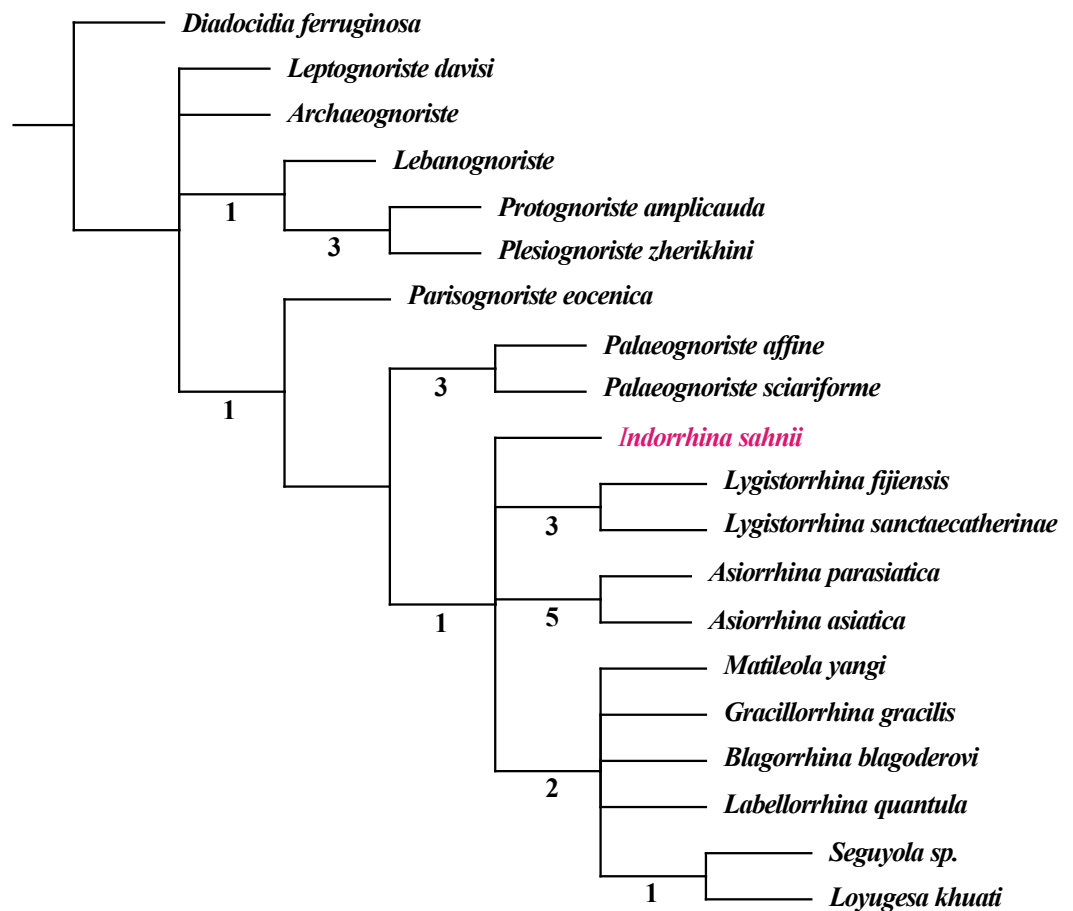 Diadocidia ferruginosa
Leptognoriste davisi
Archaeognoriste
Lebanognoriste
1
Protognoriste amplicauda
3
Plesiognoriste zherikhini
Parisognoriste eocenica
Palaeognoriste affine
3
Palaeognoriste sciariforme
1
Indorrhina sahnii
Lygistorrhina fijiensis
3
Lygistorrhina sanctaecatherinae
Asiorrhina parasiatica
1
5
Asiorrhina asiatica
Matileola yangi
Gracillorrhina gracilis
Blagorrhina blagoderovi
2
Labellorrhina quantula
Seguyola sp.
1
Loyugesa khuati